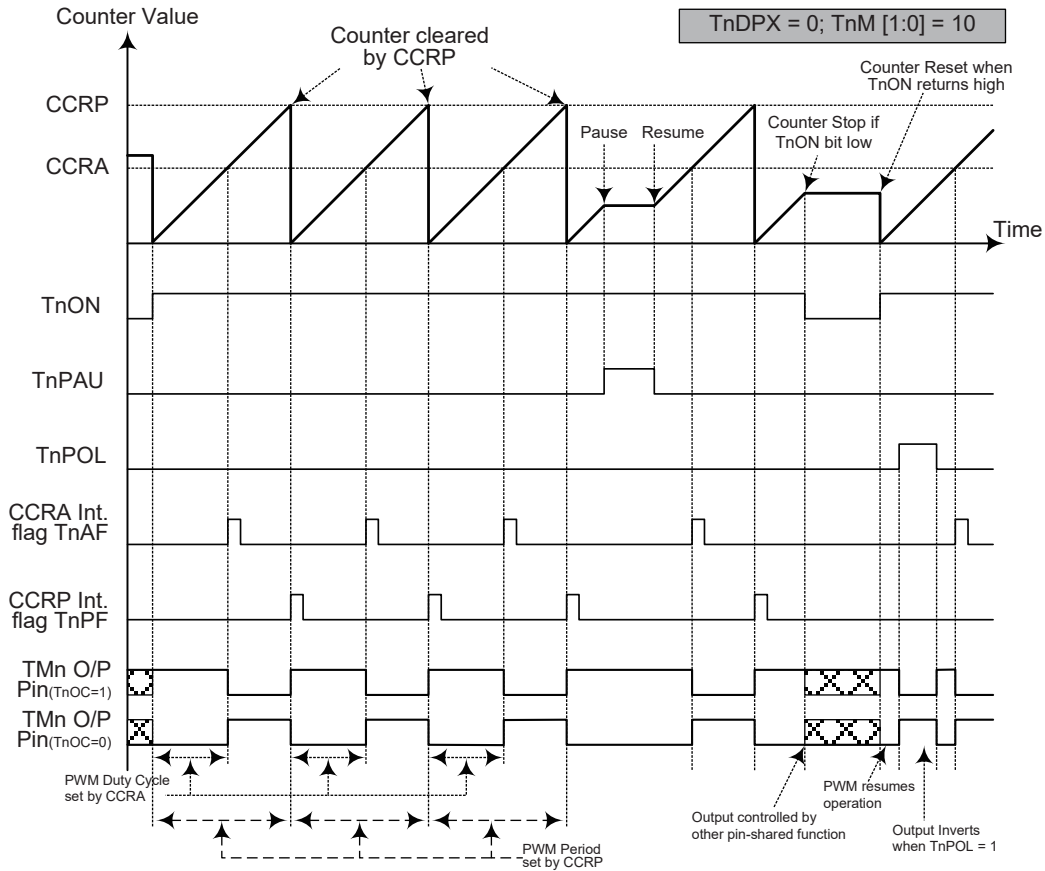 Counter Value
TnDPX = 0; TnM [1:0] = 10
Counter cleared
by CCRP
Counter Reset when
TnON returns high
CCRP
Counter Stop if
TnON bit low
Pause
Resume
CCRA
Time
TnON
TnPAU
TnPOL
CCRA Int.
flag TnAF
CCRP Int.
flag TnPF
TMn O/P
Pin(TnOC=1)
TMn O/P
Pin(TnOC=0)
PWM Duty Cycle
set by CCRA
PWM resumes
operation
Output controlled by
other pin-shared function
Output Inverts
when TnPOL = 1
PWM Period
set by CCRP